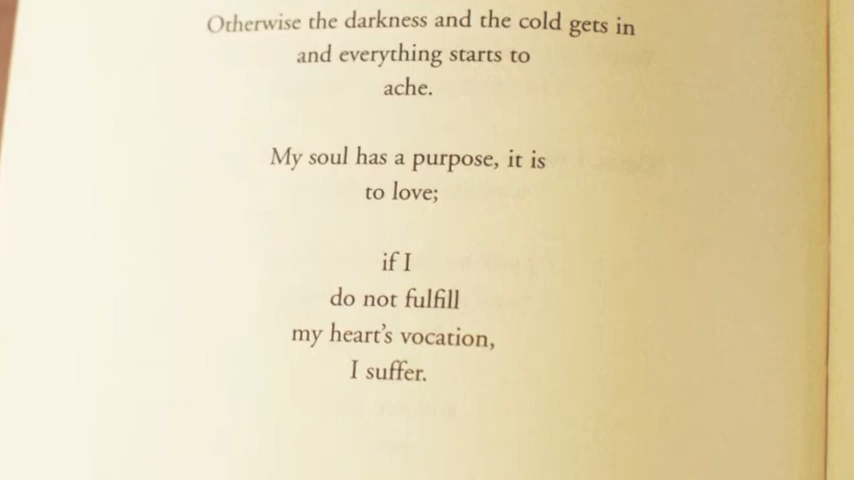 Otherwise the darkness and the cold gets in
and everything starts to
ache.
My soul has a purpose, it is
to love;
if I
do not fulfill
my heart's vocation,
I suffer.